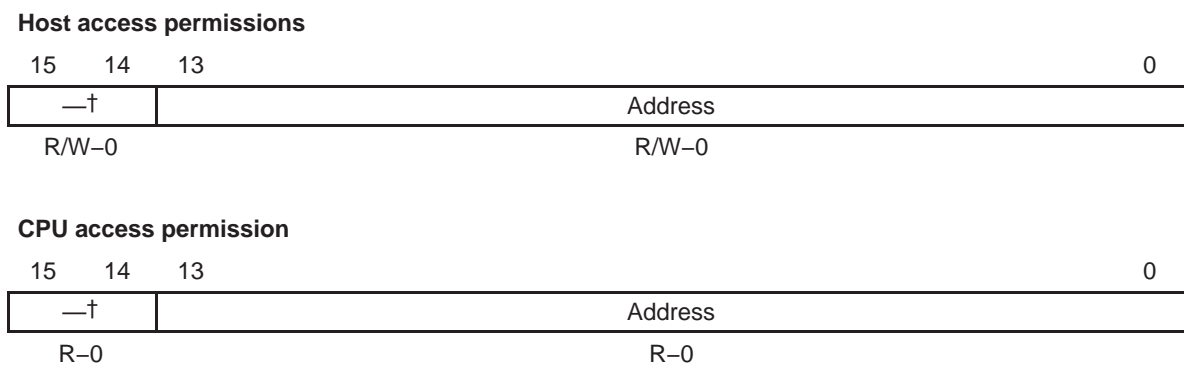 Host access permissions
15 14 13 0
—† Address
R/W–0 R/W–0
CPU access permission
15 14 13 0
—† Address
R–0 R–0